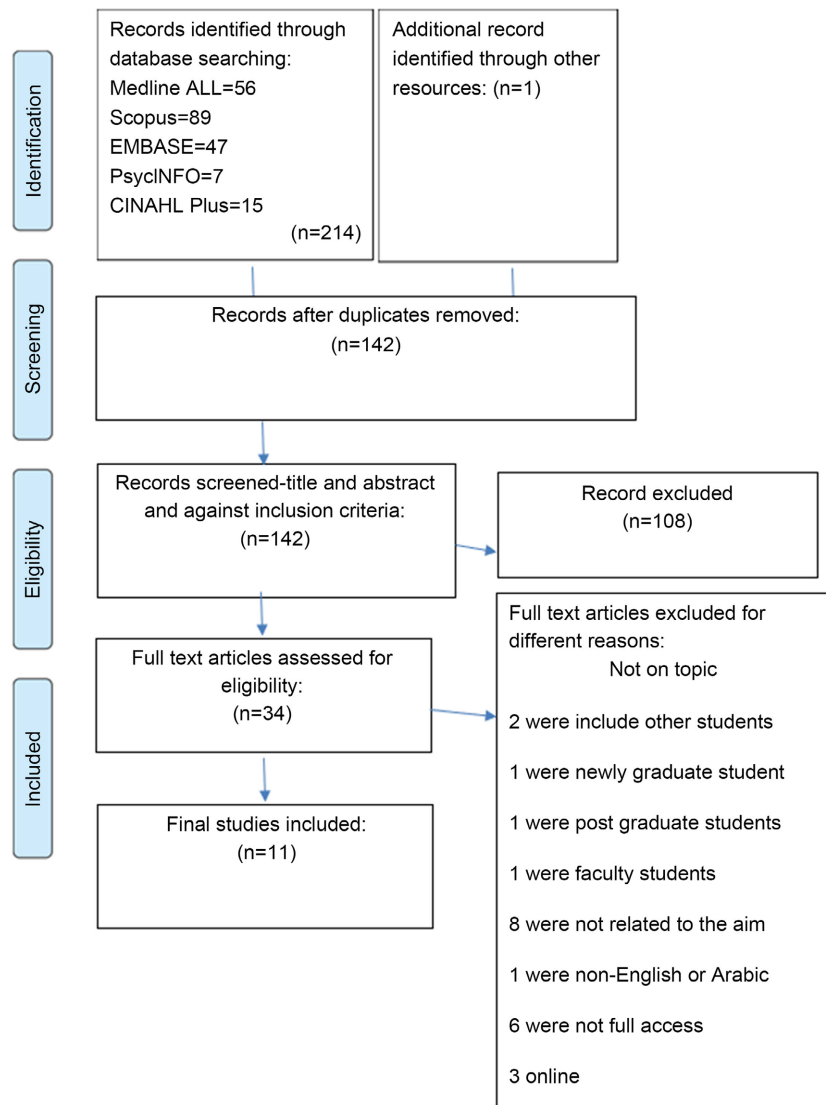 Identification
Records identified through
database searching:
Medline ALL=56
Scopus=89
EMBASE=47
PsycINFO=7
CINAHL Plus=15
(n=214)
Additional record
identified through other
resources: (n=1)
Screening
Records after duplicates removed:
(n=142)
Eligibility
Records screened-title and abstract
and against inclusion criteria:
(n=142)
Record excluded
(n=108)
Full text articles assessed for
eligibility:
(n=34)
Full text articles excluded for
different reasons:
Not on topic
2 were include other students
1 were newly graduate student
1 were post graduate students
1 were faculty students
8 were not related to the aim
1 were non-English or Arabic
6 were not full access
3 online
Included
Final studies included:
(n=11)